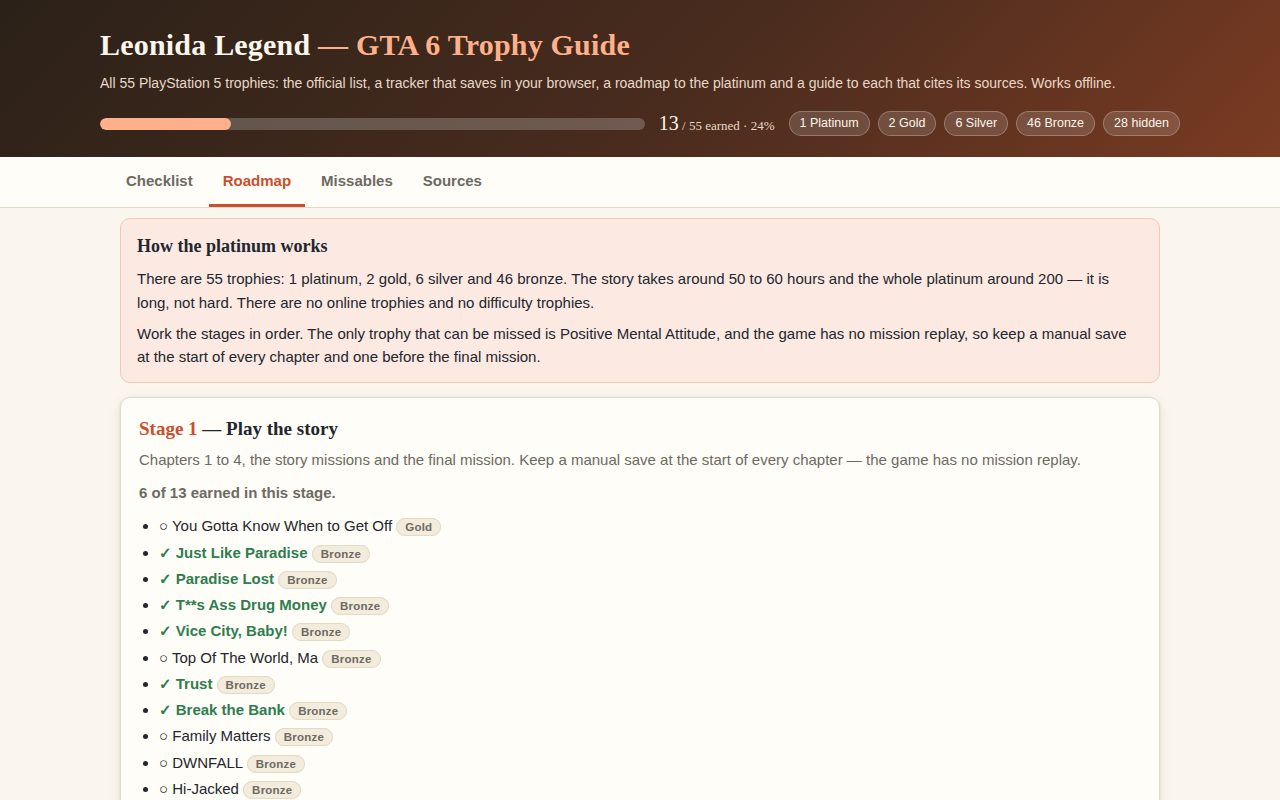 Leonida Legend — GTA 6 Trophy Guide
All 55 PlayStation 5 trophies: the official list, a tracker that saves in your browser, a roadmap to the platinum and a guide to each that cites its sources. Works offline.
13 / 55 earned · 24% 1 Platinum 2 Gold 6 Silver 46 Bronze 28 hidden
Checklist Roadmap Missables Sources
How the platinum works
There are 55 trophies: 1 platinum, 2 gold, 6 silver and 46 bronze. The story takes around 50 to 60 hours and the whole platinum around 200 — it is
long, not hard. There are no online trophies and no difficulty trophies.
Work the stages in order. The only trophy that can be missed is Positive Mental Attitude, and the game has no mission replay, so keep a manual save
at the start of every chapter and one before the final mission.
Stage 1 — Play the story
Chapters 1 to 4, the story missions and the final mission. Keep a manual save at the start of every chapter — the game has no mission replay.
6 of 13 earned in this stage.
• ○ You Gotta Know When to Get Off Gold
• ✓ Just Like Paradise Bronze
• ✓ Paradise Lost Bronze
• ✓ T**s Ass Drug Money Bronze
• ✓ Vice City, Baby! Bronze
• ○ Top Of The World, Ma Bronze
• ✓ Trust Bronze
• ✓ Break the Bank Bronze
• ○ Family Matters Bronze
• ○ DWNFALL Bronze
• ○ Hi-Jacked Bronze